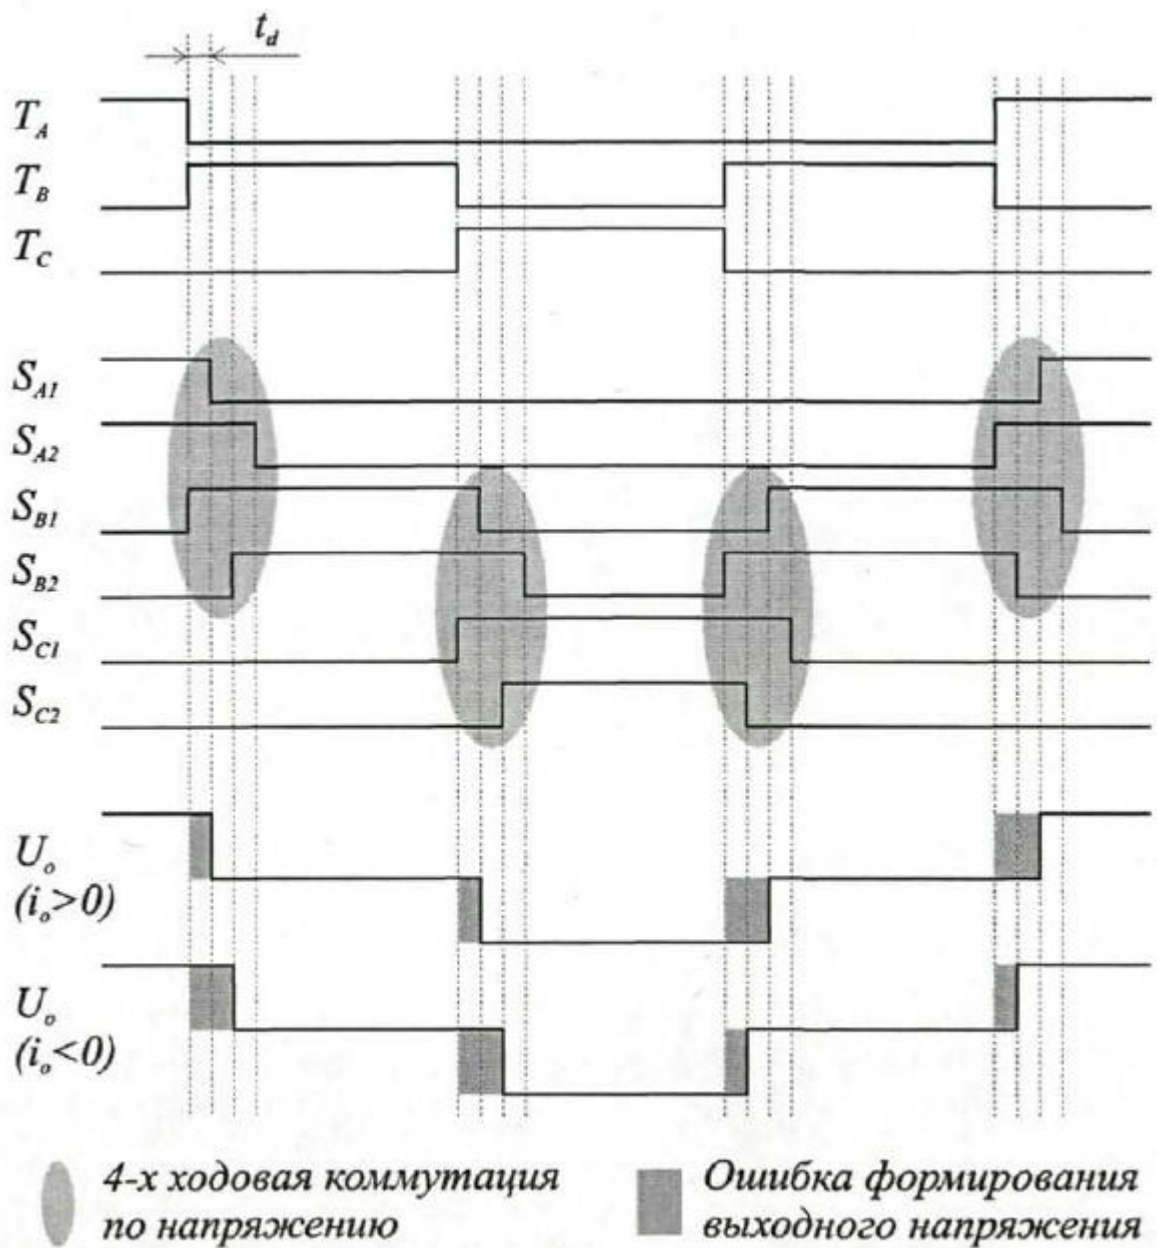 t_d
T_A
T_B
T_C
S_A1
S_A2
S_B1
S_B2
S_C1
S_C2
U_o
(i_o>0)
U_o
(i_o<0)
4-х ходовая коммутация
по напряжению
Ошибка формирования
выходного напряжения